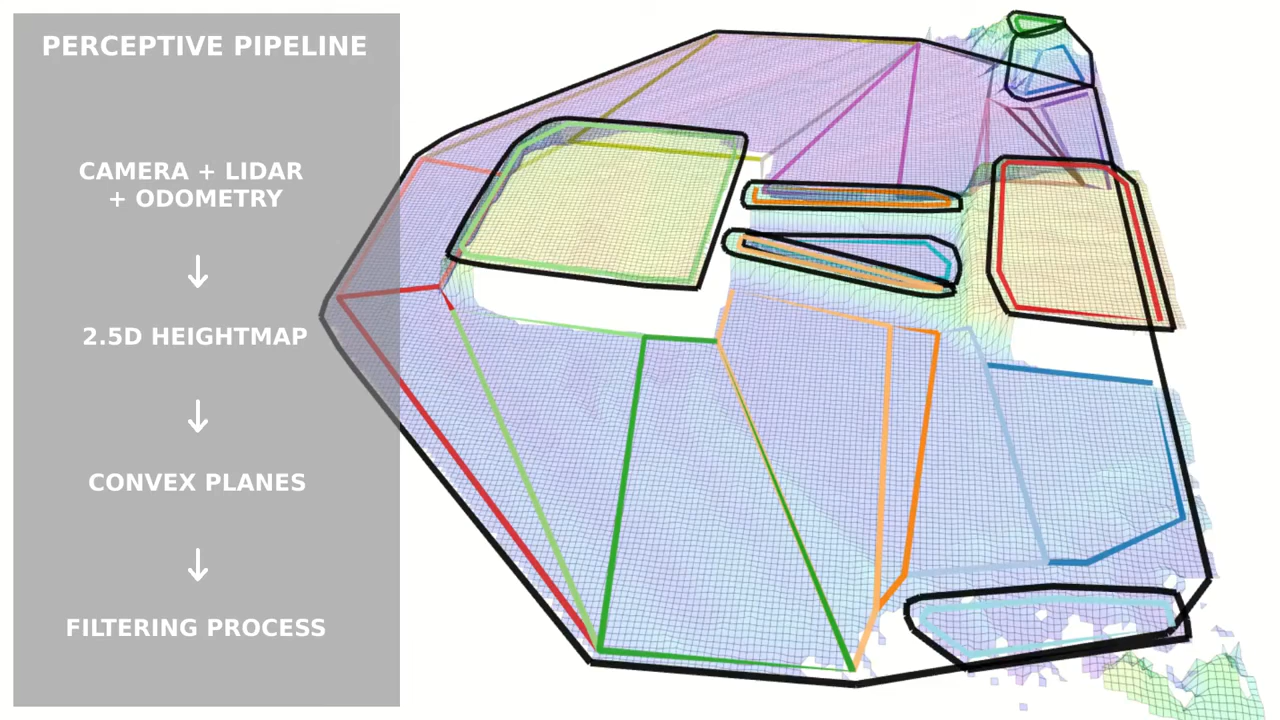 PERCEPTIVE PIPELINE
CAMERA + LIDAR
+ ODOMETRY
↓
2.5D HEIGHTMAP
↓
CONVEX PLANES
↓
FILTERING PROCESS